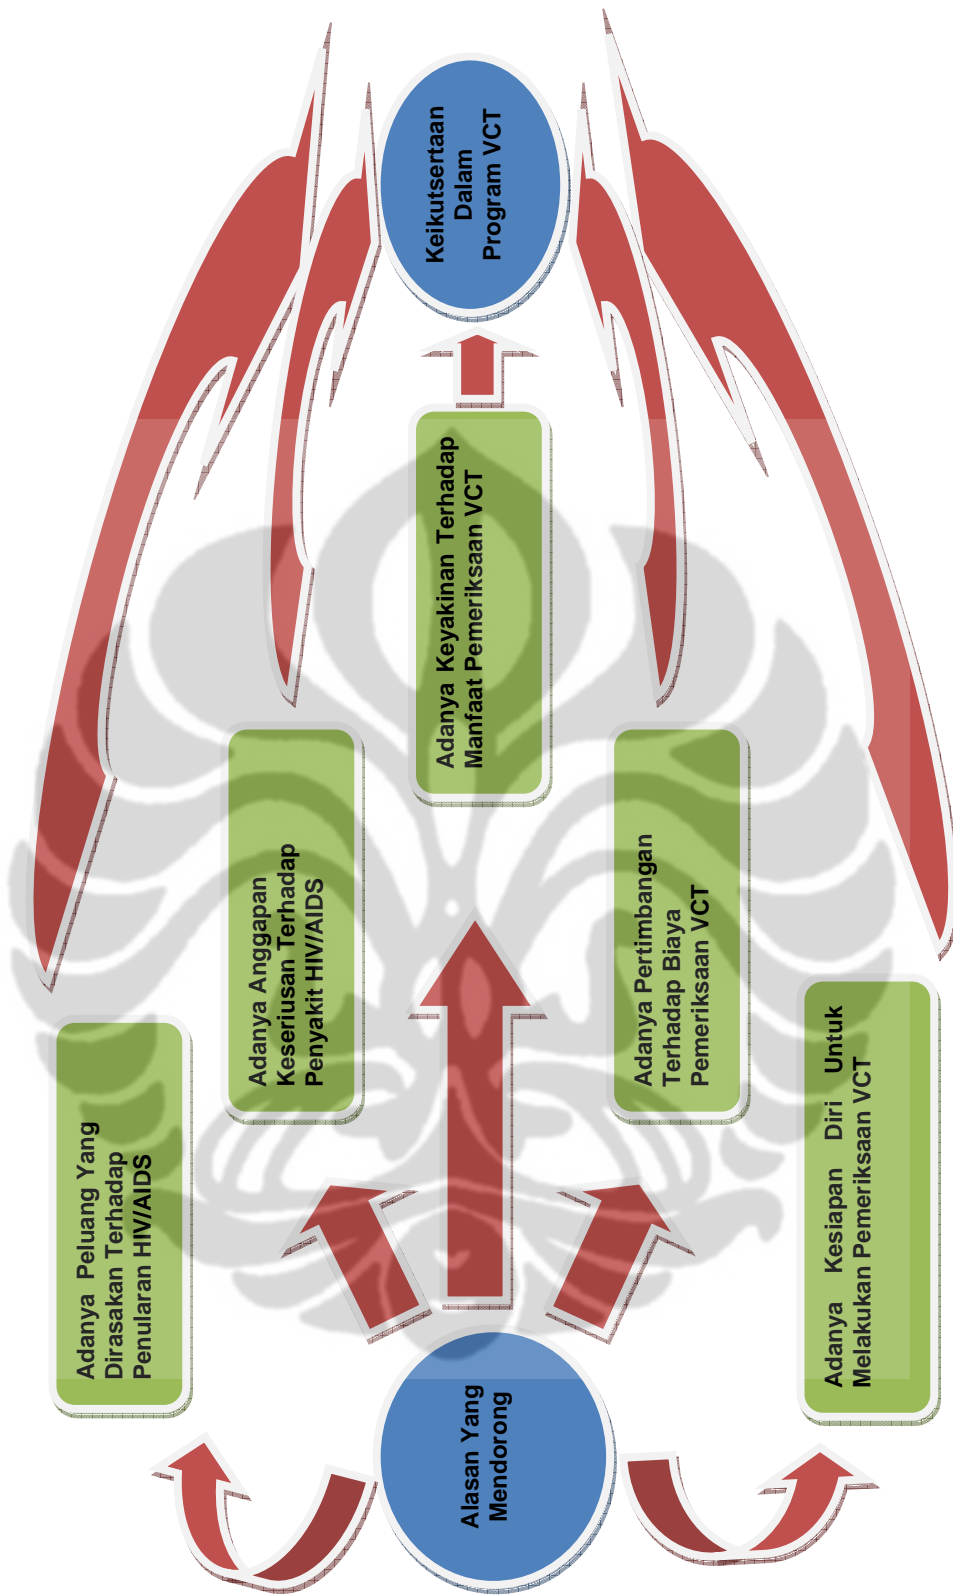 Alasan Yang
Mendorong
Adanya Peluang Yang
Dirasakan Terhadap
Penularan HIV/AIDS
Adanya Anggapan
Keseriusan Terhadap
Penyakit HIV/AIDS
Adanya Keyakinan Terhadap
Manfaat Pemeriksaan VCT
Adanya Pertimbangan
Terhadap Biaya
Pemeriksaan VCT
Adanya Kesiapan Diri Untuk
Melakukan Pemeriksaan VCT
Keikutsertaan
Dalam
Program VCT